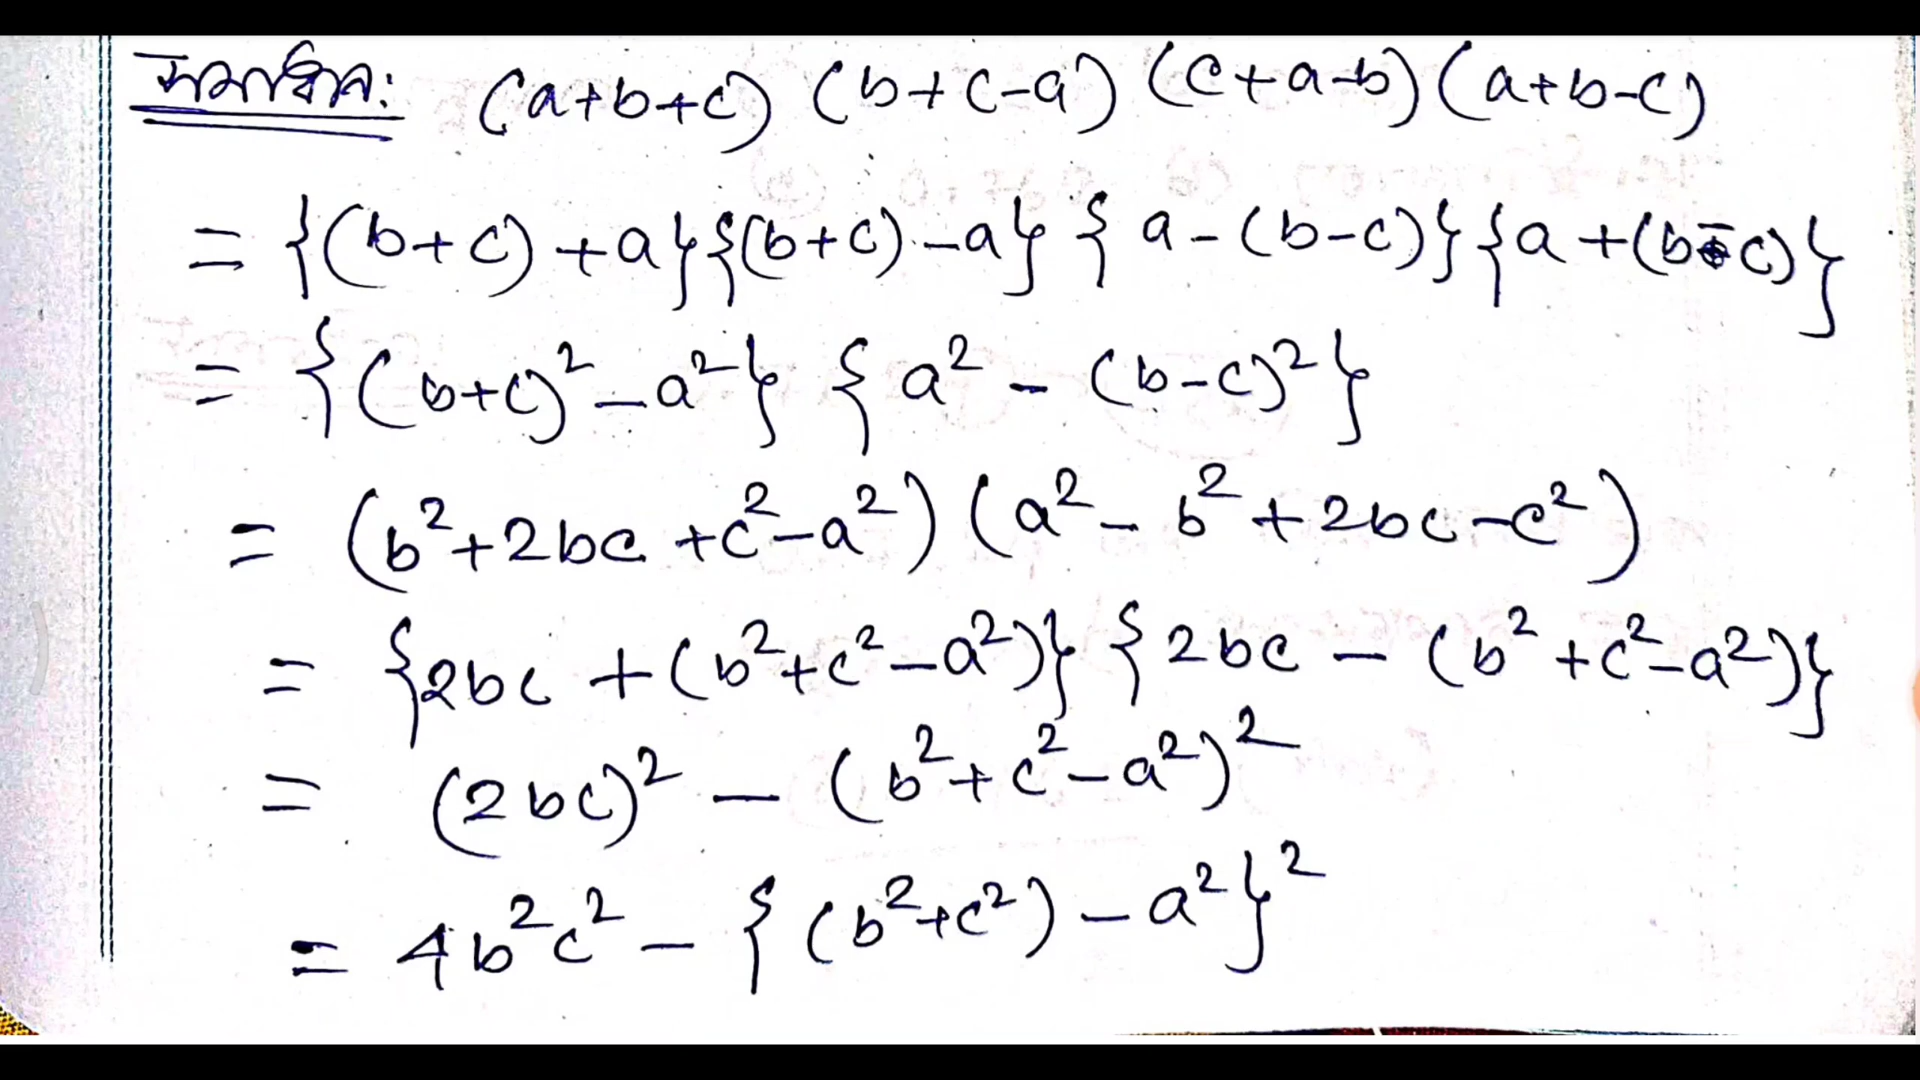 সমাধান: (a+b+c) (b+c-a) (c+a-b) (a+b-c)
= {(b+c) +a}{(b+c) -a} {a-(b-c)}{a+(b-c)}
= {(b+c)² -a²} {a² - (b-c)²}
= (b²+2bc+c²-a²) (a²-b²+2bc-c²)
= {2bc +(b²+c²-a²)} {2bc - (b²+c²-a²)}
= (2bc)² - (b²+c²-a²)²
= 4b²c² - {(b²+c²) -a²}²